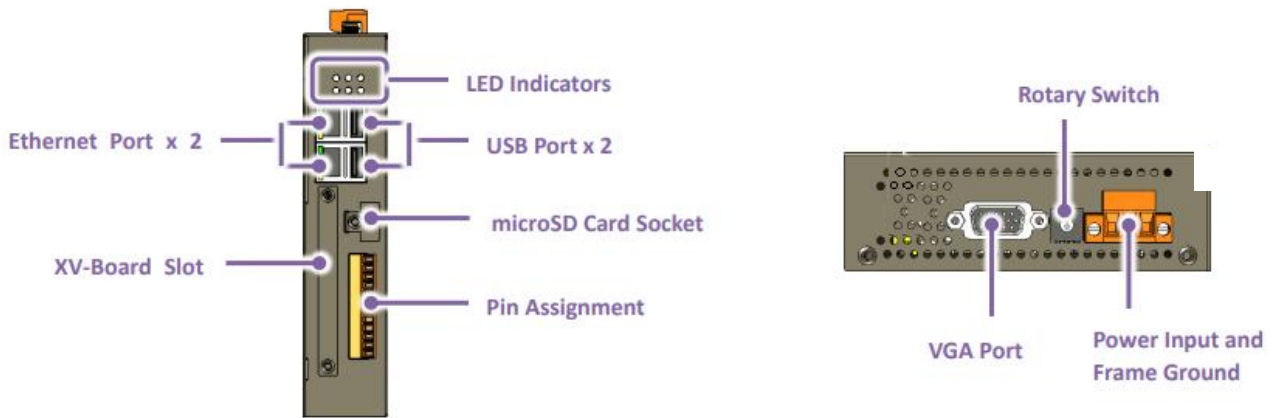 LED Indicators
Ethernet Port x 2
USB Port x 2
microSD Card Socket
XV-Board Slot
Pin Assignment
Rotary Switch
VGA Port
Power Input and
Frame Ground